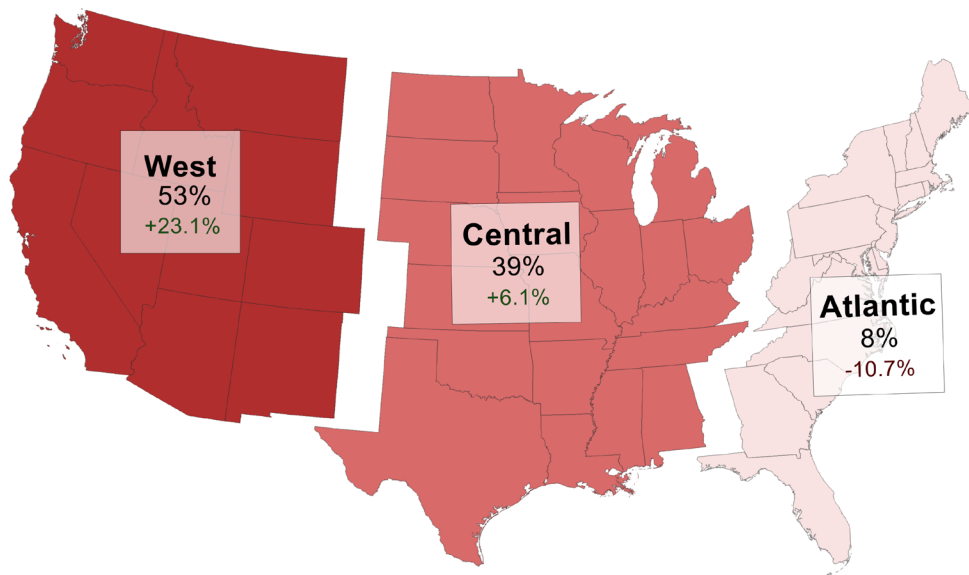 West
53%
+23.1%
Central
39%
+6.1%
Atlantic
8%
-10.7%